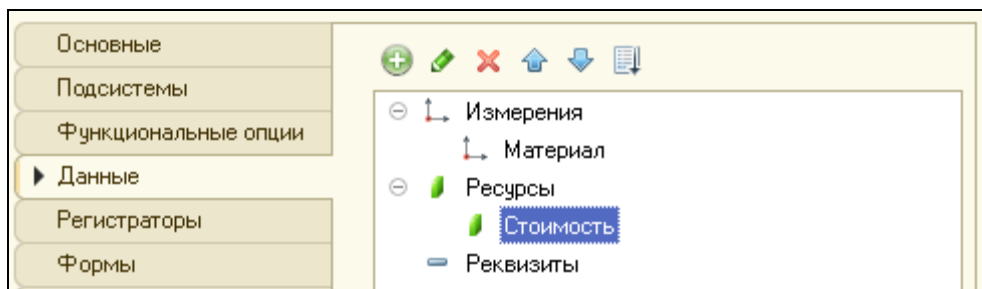 Основные
Подсистемы
Функциональные опции
Данные
Регистраторы
Формы
Измерения
Материал
Ресурсы
Стоимость
Реквизиты